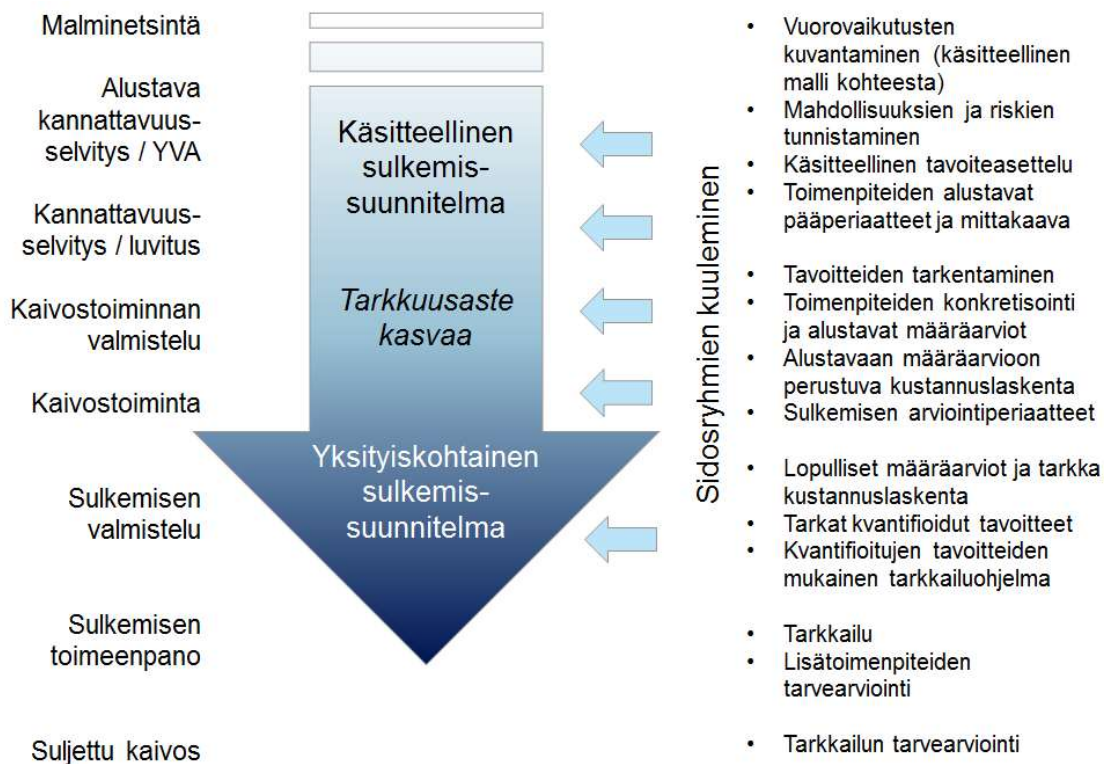 Malminetsintä
Alustava
kannattavuus-
selvitys / YVA
Kannattavuus-
selvitys / luvitus
Kaivostoiminnan
valmistelu
Kaivostoiminta
Sulkemisen
valmistelu
Sulkemisen
toimeenpano
Suljettu kaivos
Käsitteellinen
sulkemis-
suunnitelma
Tarkkuusaste
kasvaa
Yksityiskohtainen
sulkemis-
suunnitelma
Sidosryhmien kuuleminen
• Vuorovaikutusten
kuvantaminen (käsitteellinen
malli kohteesta)
• Mahdollisuuksien ja riskien
tunnistaminen
• Käsitteellinen tavoiteasettelu
• Toimenpiteiden alustavat
pääperiaatteet ja mittakaava
• Tavoitteiden tarkentaminen
• Toimenpiteiden konkretisointi
ja alustavat määräarviot
• Alustavaan määräarvioon
perustuva kustannuslaskenta
• Sulkemisen arviointiperiaatteet
• Lopulliset määräarviot ja tarkka
kustannuslaskenta
• Tarkat kvantifioidut tavoitteet
• Kvantifioitujen tavoitteiden
mukainen tarkkailuohjelma
• Tarkkailu
• Lisätoimenpiteiden
tarvearviointi
• Tarkkailun tarvearviointi